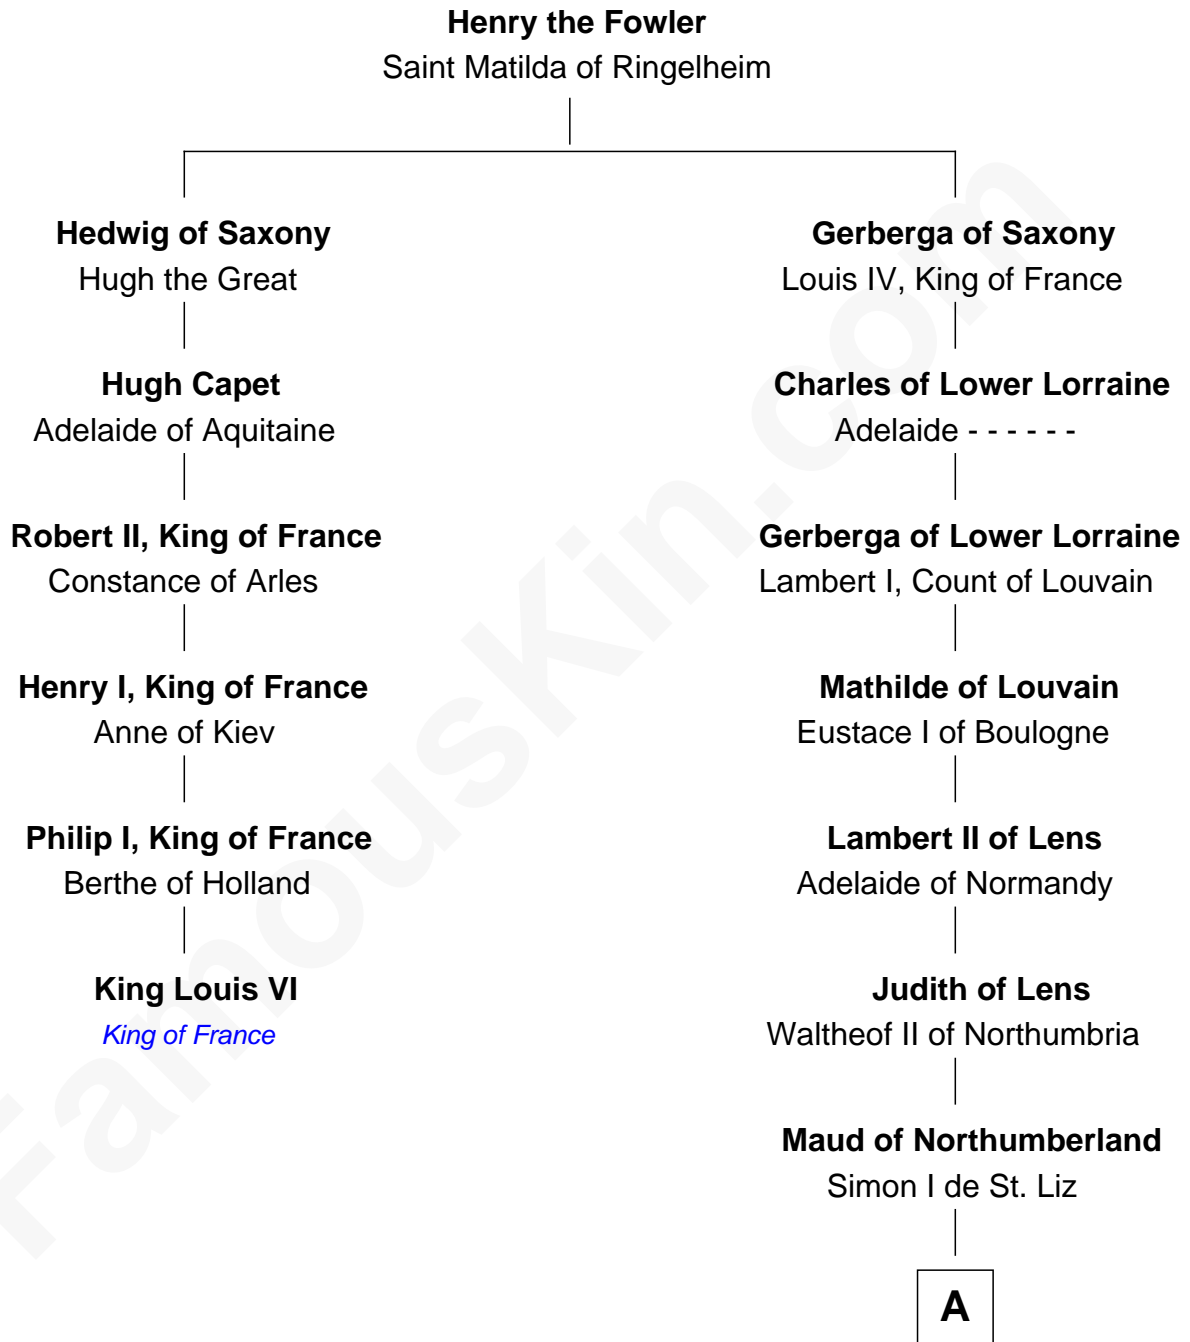 Henry the Fowler
Saint Matilda of Ringelheim
Hedwig of Saxony
Hugh the Great
Hugh Capet
Adelaide of Aquitaine
Robert II, King of France
Constance of Arles
Henry I, King of France
Anne of Kiev
Philip I, King of France
Berthe of Holland
King Louis VI
King of France
Gerberga of Saxony
Louis IV, King of France
Charles of Lower Lorraine
Adelaide - - - - - -
Gerberga of Lower Lorraine
Lambert I, Count of Louvain
Mathilde of Louvain
Eustace I of Boulogne
Lambert II of Lens
Adelaide of Normandy
Judith of Lens
Waltheof II of Northumbria
Maud of Northumberland
Simon I de St. Liz
A
FamousKin.com